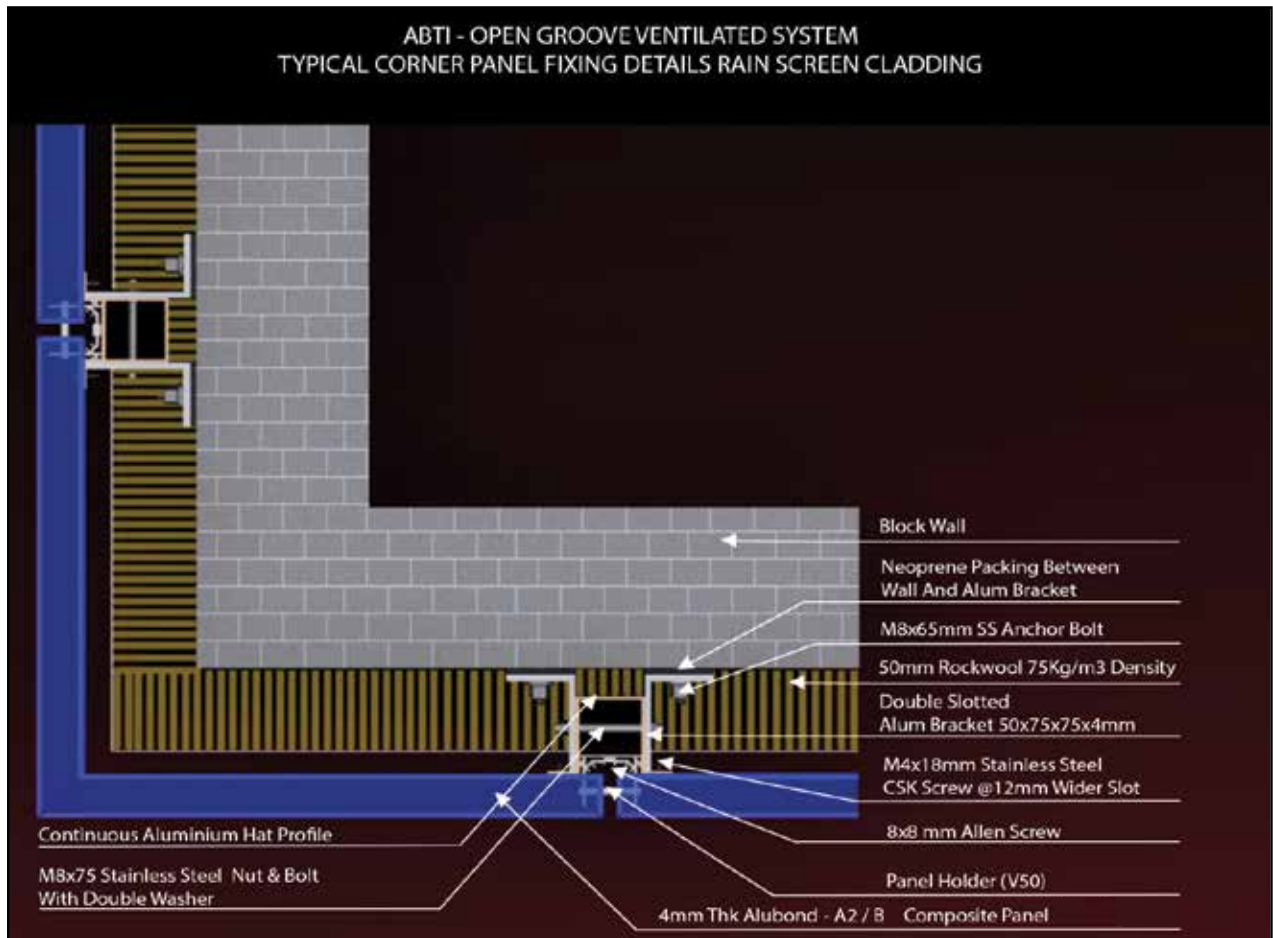 ABTI - OPEN GROOVE VENTILATED SYSTEM
TYPICAL CORNER PANEL FIXING DETAILS RAIN SCREEN CLADDING
Block Wall
Neoprene Packing Between
Wall And Alum Bracket
M8x65mm SS Anchor Bolt
50mm Rockwool 75Kg/m3 Density
Double Slotted
Alum Bracket 50x75x75x4mm
M4x18mm Stainless Steel
CSK Screw @12mm Wider Slot
8x8 mm Allen Screw
Panel Holder (V50)
4mm Thk Alubond - A2 / B Composite Panel
Continuous Aluminium Hat Profile
M8x75 Stainless Steel Nut & Bolt
With Double Washer